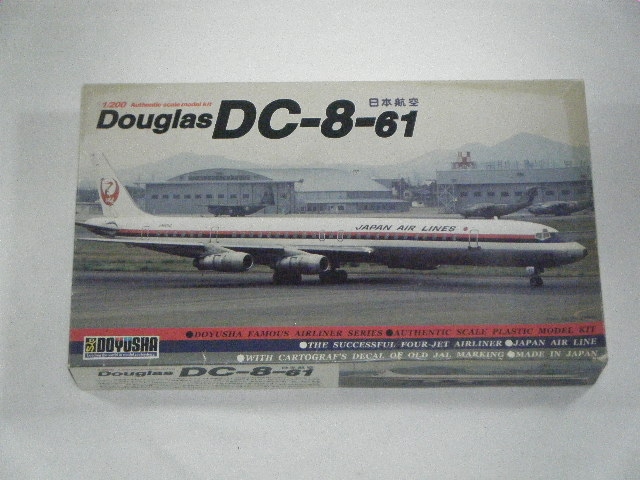 1:200 Authentic scale model kit
日本航空
Douglas DC-8-61
JAPAN AIR LINES
●DOYUSHA FAMOUS AIRLINER SERIES ●AUTHENTIC SCALE PLASTIC MODEL KIT
●THE SUCCESSFUL FOUR-JET AIRLINER ●JAPAN AIR LINE
●WITH CARTOGRAF'S DECAL OF OLD JAL MARKING ●MADE IN JAPAN
DOYUSHA
Douglas DC-8-61